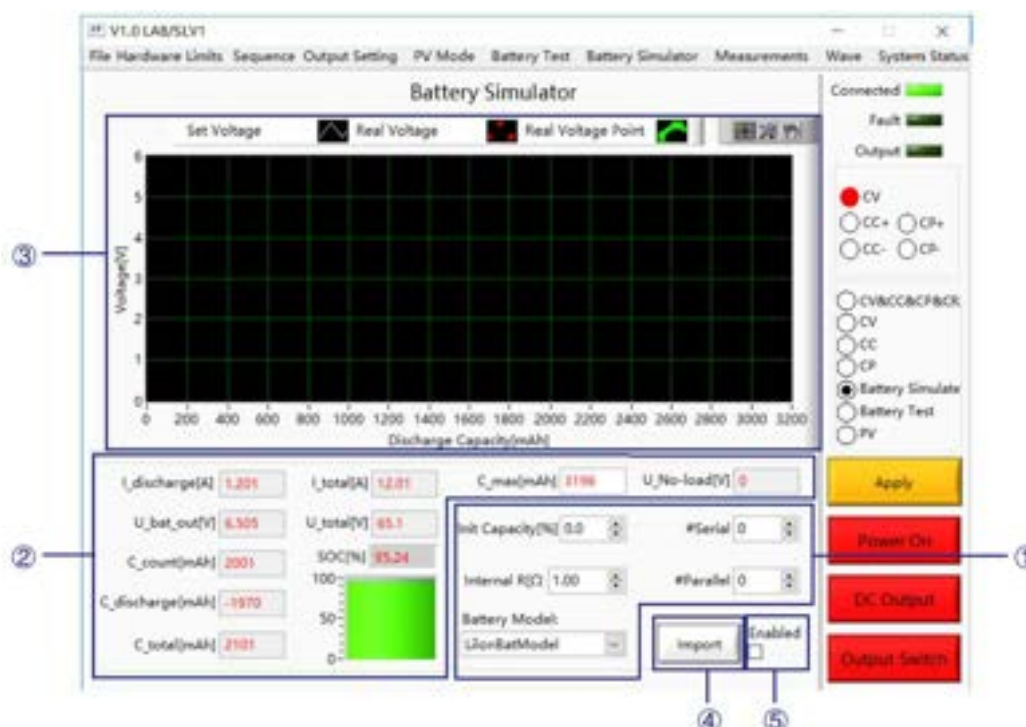 V1.0 LAB/SLV1
File Hardware Limits Sequence Output Setting PV Mode Battery Test Battery Simulator Measurements Wave System Status
Battery Simulator
Connected
Fault
Output
Set Voltage Real Voltage Real Voltage Point
6
5
4
3
2
1
0
Voltage[V]
0 200 400 600 800 1000 1200 1400 1600 1800 2000 2200 2400 2600 2800 3000 3200
Discharge Capacity[mAh]
③
CV
CC+ CP+
CC- CP-
CV&CC&CP&CR
CV
CC
CP
Battery Simulate
Battery Test
PV
I_discharge[A] 1.201 I_total[A] 12.01 C_max[mAh] 3196 U_No-load[V] 0
U_bat_out[V] 6.505 U_total[V] 65.1
C_count[mAh] 2001 SOC[%] 85.24
C_discharge[mAh] -1970
C_total[mAh] 2101
100
50
0
②
Init Capacity[%] 0.0 #Serial 0
Internal R[Ω 1.00 #Parallel 0
Battery Model:
LiIonBatModel
①
Import
Enabled
④ ⑤
Apply
Power On
DC Output
Output Switch